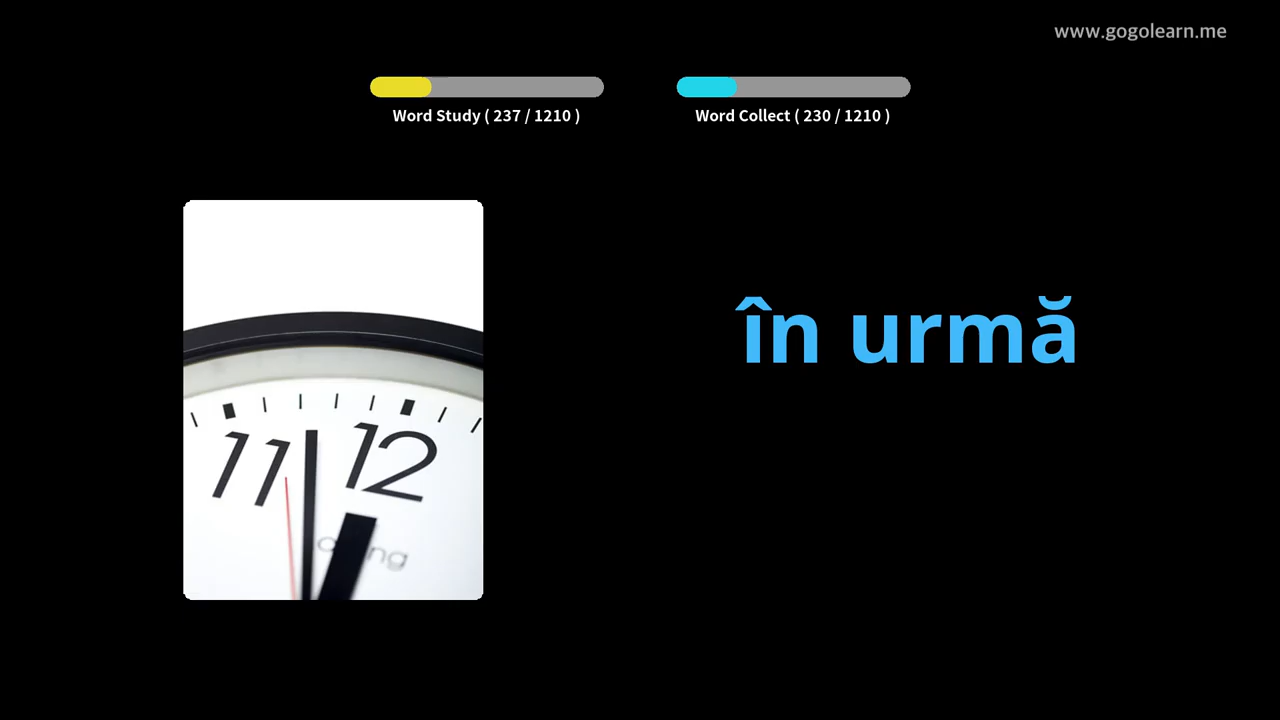 www.gogolearn.me
Word Study ( 237 / 1210 )
Word Collect ( 230 / 1210 )
în urmă
11
12